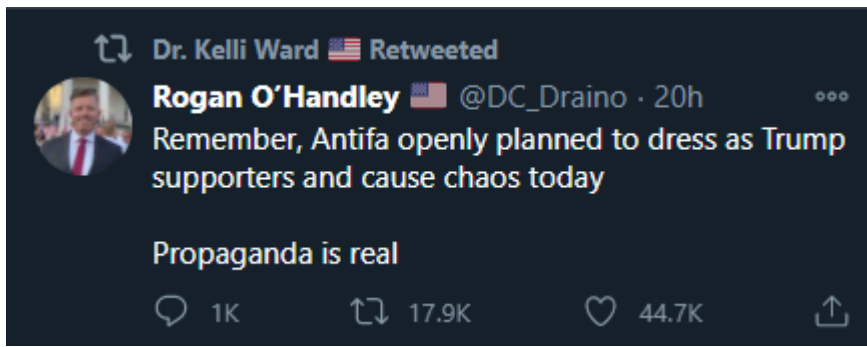 Dr. Kelli Ward 🇺🇸 Retweeted
Rogan O'Handley 🇺🇸 @DC_Draino · 20h
Remember, Antifa openly planned to dress as Trump
supporters and cause chaos today
Propaganda is real
1K 17.9K 44.7K